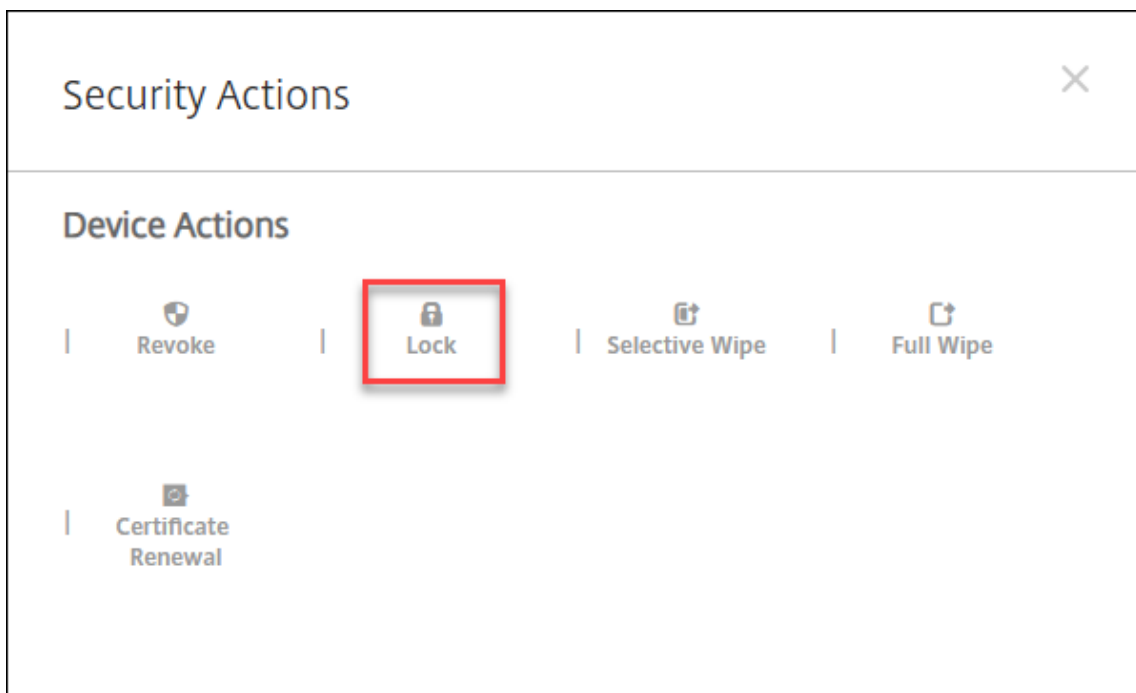 Security Actions
Device Actions
Revoke
Lock
Selective Wipe
Full Wipe
Certificate
Renewal